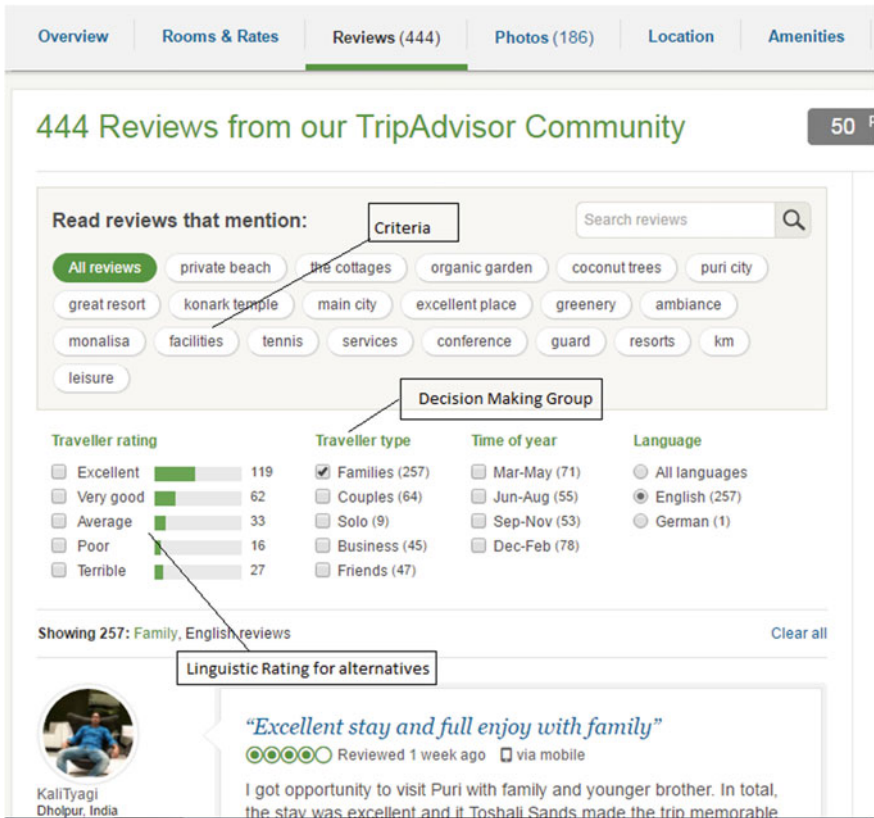 Overview Rooms & Rates Reviews (444) Photos (186) Location Amenities
444 Reviews from our TripAdvisor Community
50
Read reviews that mention:
Criteria
Search reviews
All reviews private beach the cottages organic garden coconut trees puri city
great resort konark temple main city excellent place greenery ambiance
monalisa facilities tennis services conference guard resorts km
leisure
Decision Making Group
Traveller rating Traveller type Time of year Language
Excellent 119 Families (257) Mar-May (71) All languages
Very good 62 Couples (64) Jun-Aug (55) English (257)
Average 33 Solo (9) Sep-Nov (53) German (1)
Poor 16 Business (45) Dec-Feb (78)
Terrible 27 Friends (47)
Showing 257: Family, English reviews Clear all
Linguistic Rating for alternatives
“Excellent stay and full enjoy with family”
Reviewed 1 week ago via mobile
KaliTyagi
Dholpur, India
I got opportunity to visit Puri with family and younger brother. In total,
the stay was excellent and it Toshali Sands made the trip memorable